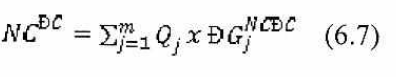 NC^{ĐC} = Σ_{j=1}^{m} Q_j x ĐG_j^{NCĐC} (6.7)